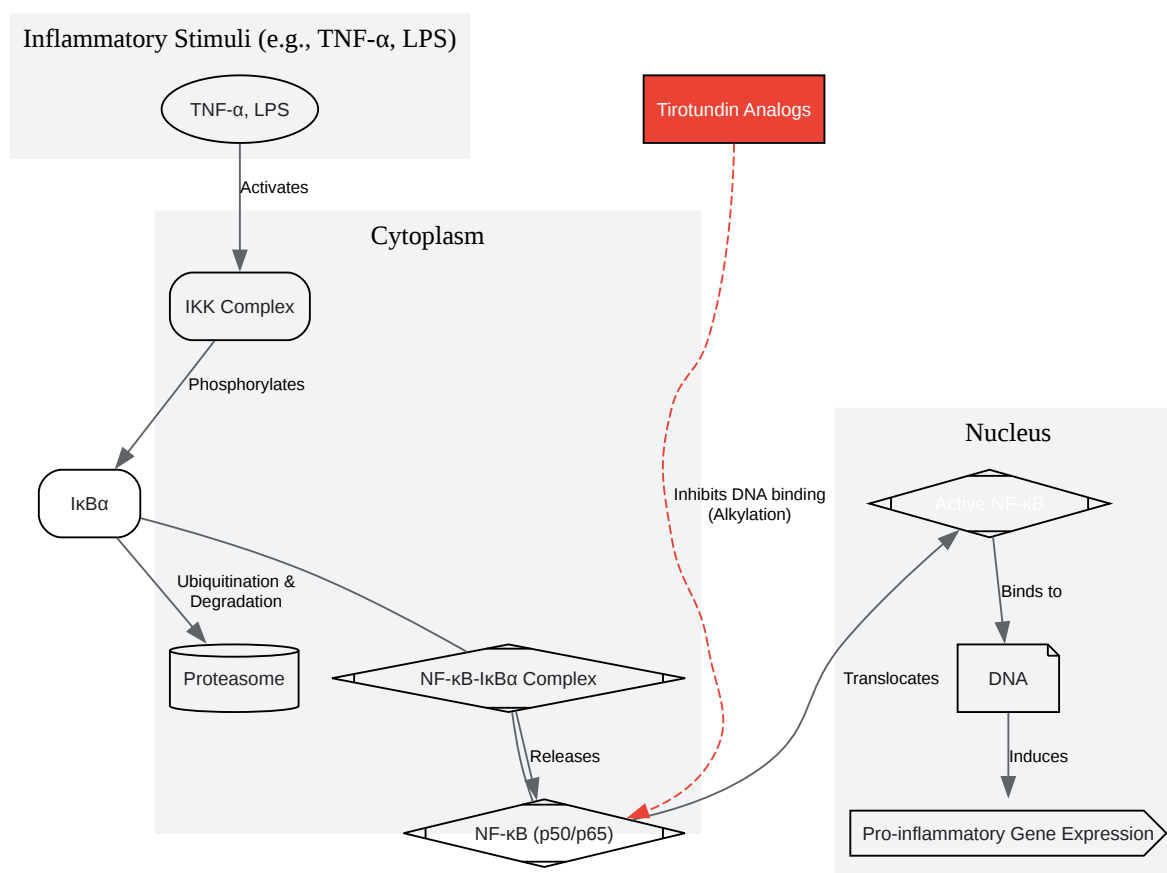 Inflammatory Stimuli (e.g., TNF-α, LPS)
TNF-α, LPS
Tirotundin Analogs
Activates
Cytoplasm
IKK Complex
Phosphorylates
Nucleus
IκBα
Inhibits DNA binding
(Alkylation)
Active NF-κB
Ubiquitination &
Degradation
Binds to
Proteasome
NF-κB-IκBα Complex
Translocates
DNA
Releases
Induces
NF-κB (p50/p65)
Pro-inflammatory Gene Expression